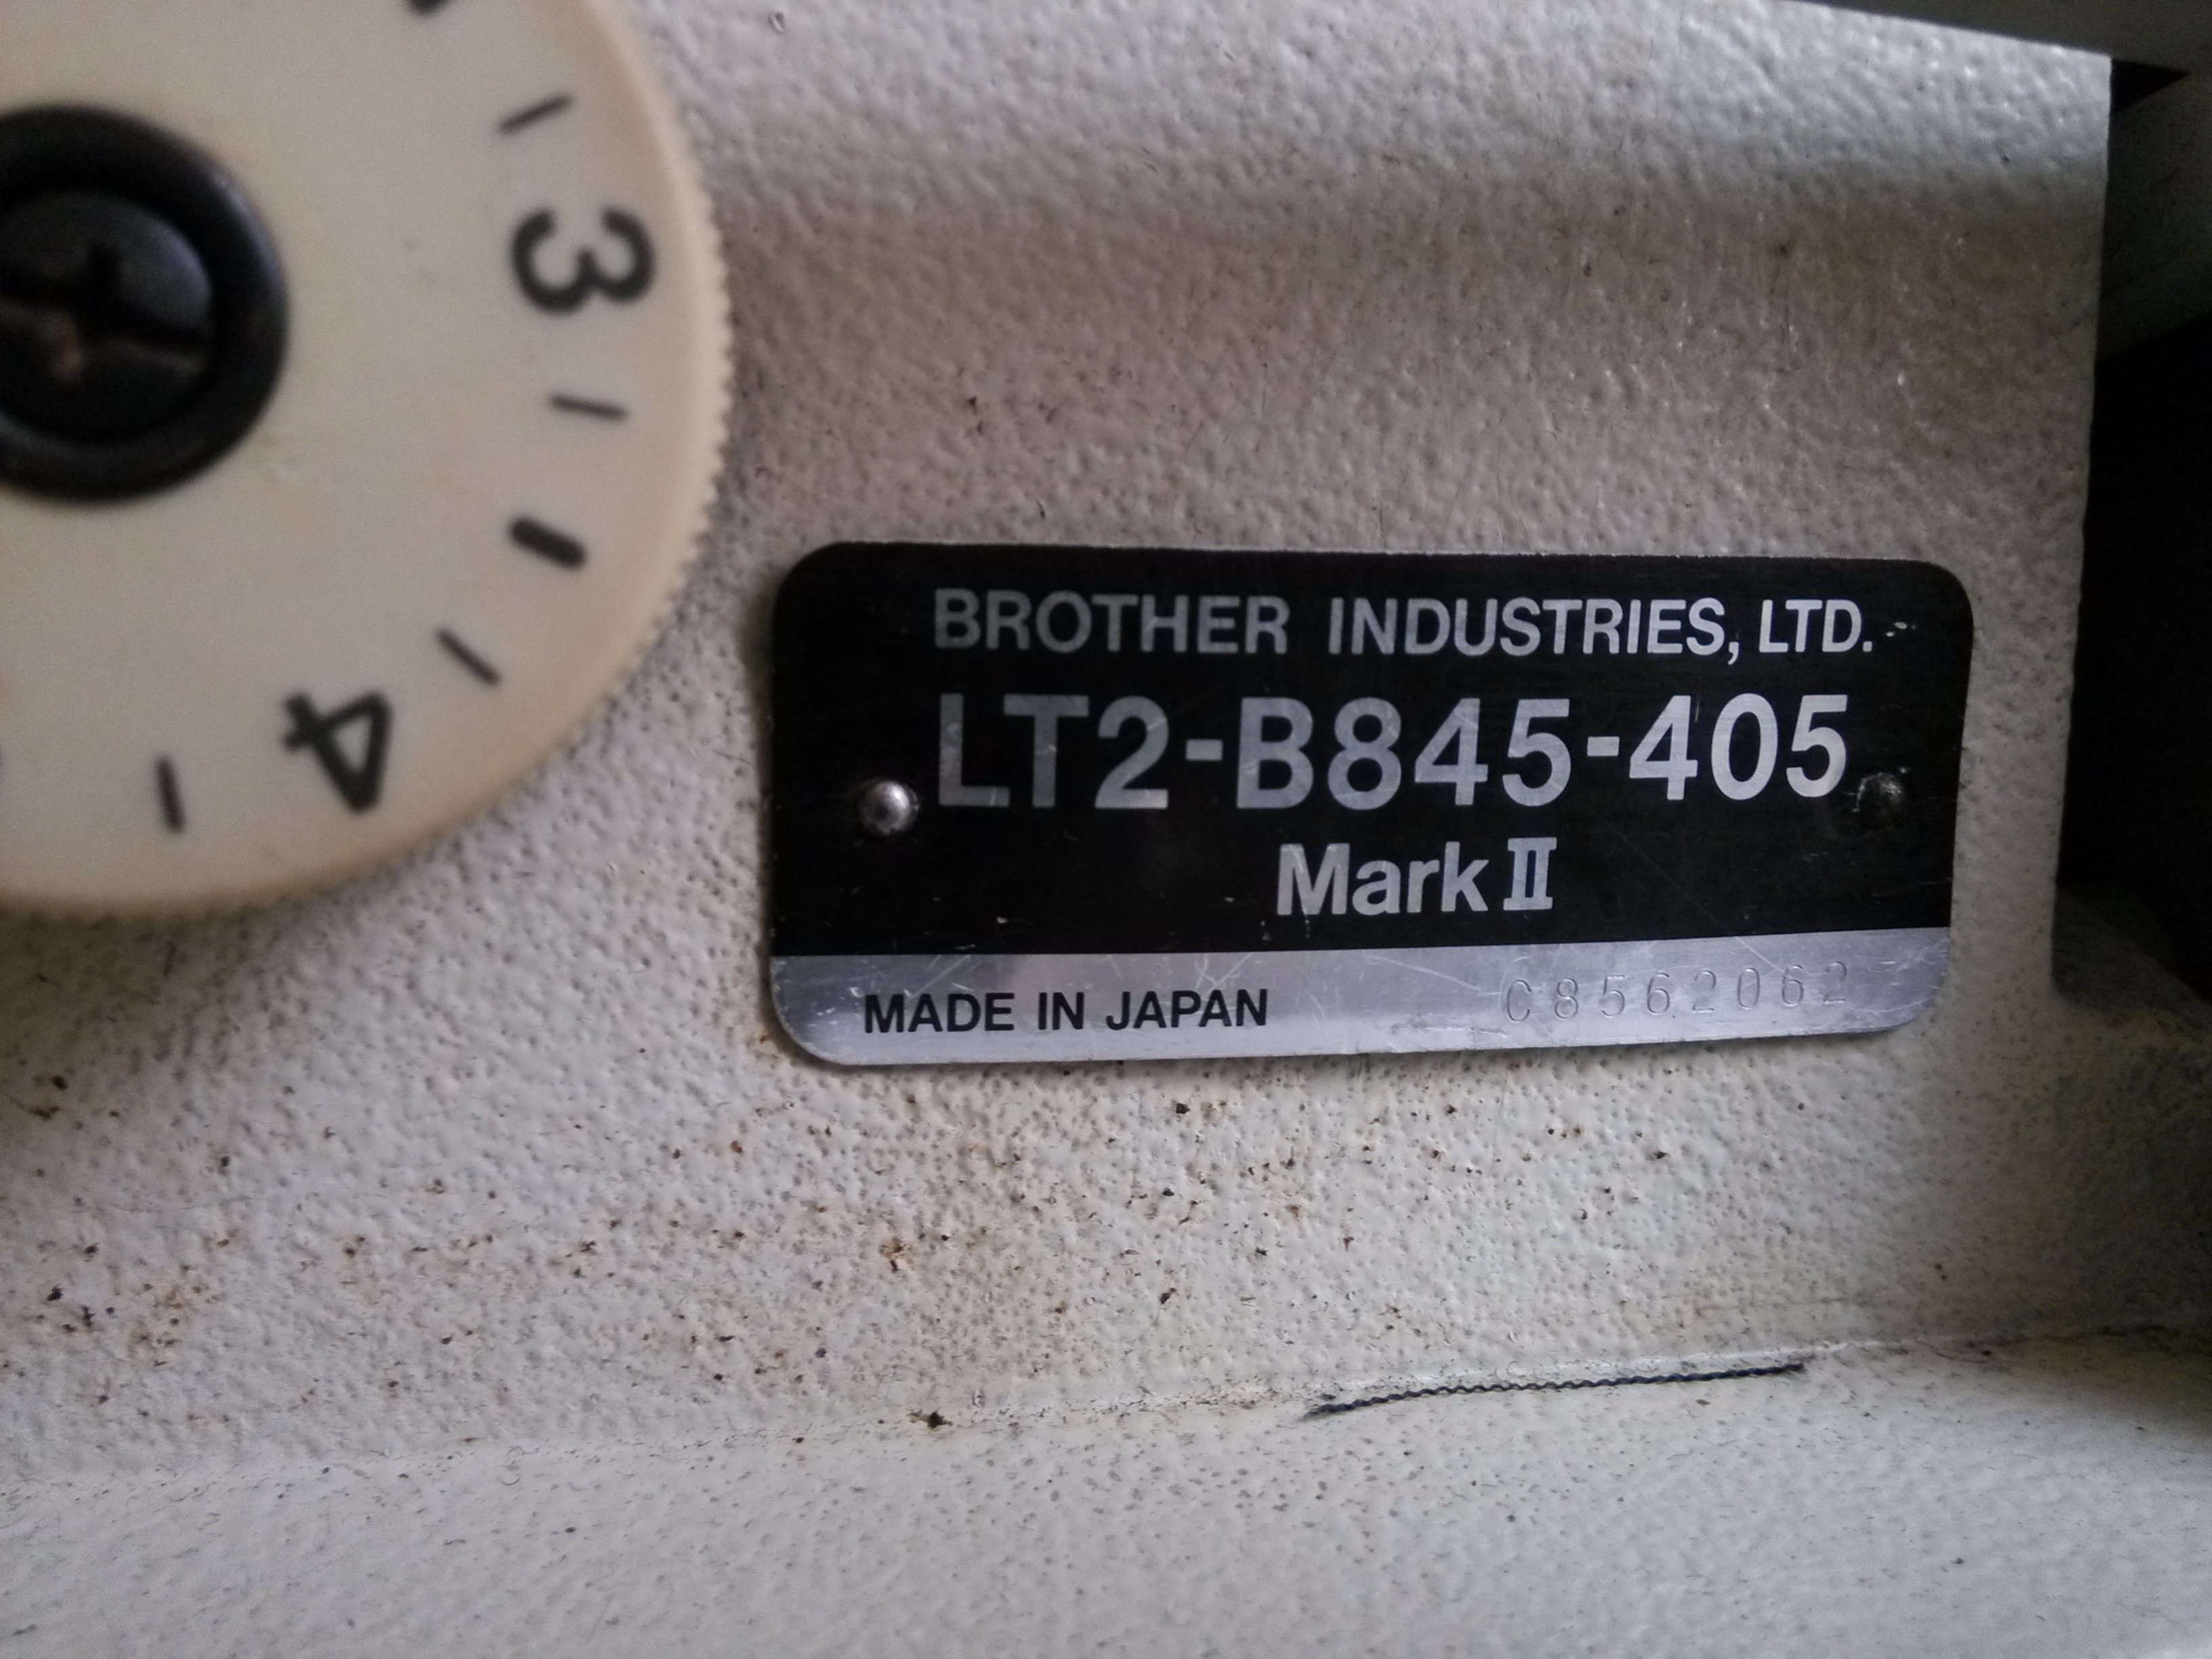 3
4
BROTHER INDUSTRIES, LTD.
LT2-B845-405
Mark II
MADE IN JAPAN C8562062